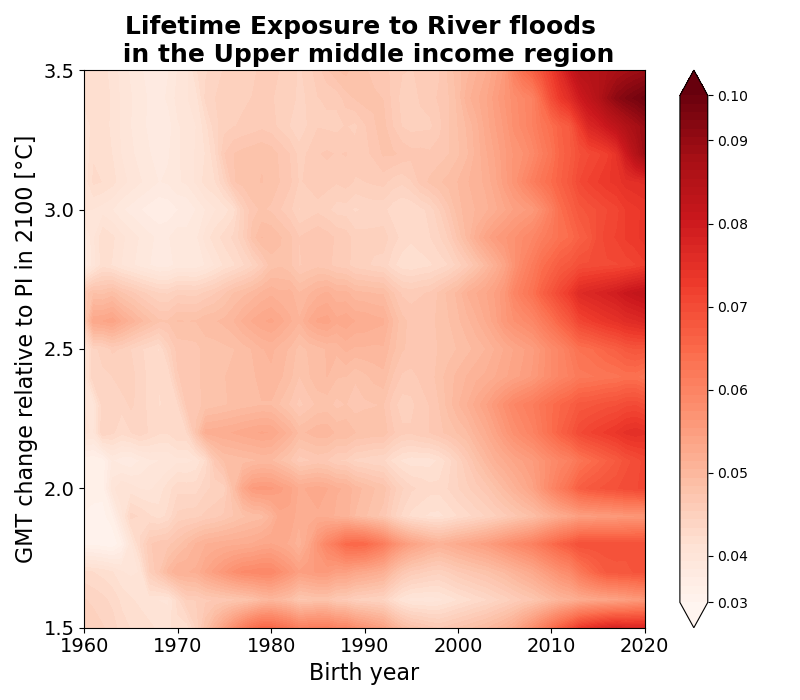 Lifetime Exposure to River floods
in the Upper middle income region
GMT change relative to PI in 2100 [°C]
3.5
3.0
2.5
2.0
1.5
1960 1970 1980 1990 2000 2010 2020
Birth year
0.10
0.09
0.08
0.07
0.06
0.05
0.04
0.03